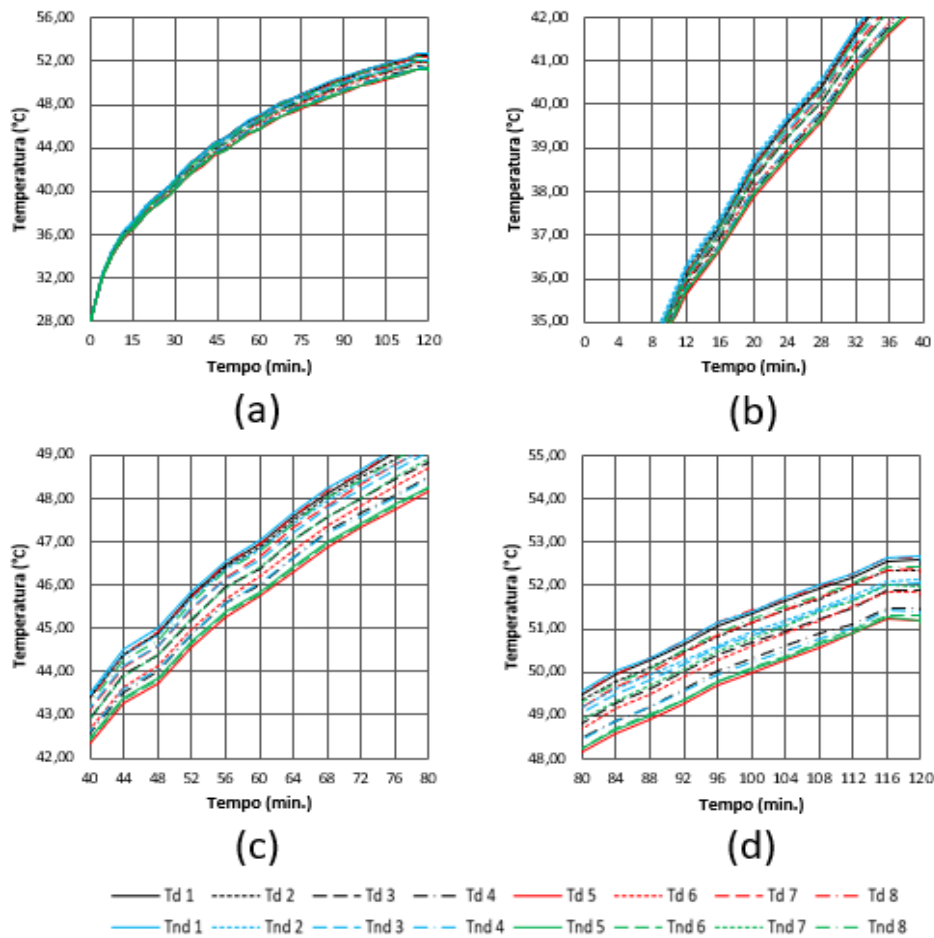 56,00
52,00
48,00
44,00
40,00
36,00
32,00
28,00
Temperatura (°C)
0 15 30 45 60 75 90 105 120
Tempo (min.)
(a)
42,00
41,00
40,00
39,00
38,00
37,00
36,00
35,00
Temperatura (°C)
0 4 8 12 16 20 24 28 32 36 40
Tempo (min.)
(b)
49,00
48,00
47,00
46,00
45,00
44,00
43,00
42,00
Temperatura (°C)
40 44 48 52 56 60 64 68 72 76 80
Tempo (min.)
(c)
55,00
54,00
53,00
52,00
51,00
50,00
49,00
48,00
Temperatura (°C)
80 84 88 92 96 100 104 108 112 116 120
Tempo (min.)
(d)
Td 1 Td 2 Td 3 Td 4 Td 5 Td 6 Td 7 Td 8
Tnd 1 Tnd 2 Tnd 3 Tnd 4 Tnd 5 Tnd 6 Tnd 7 Tnd 8